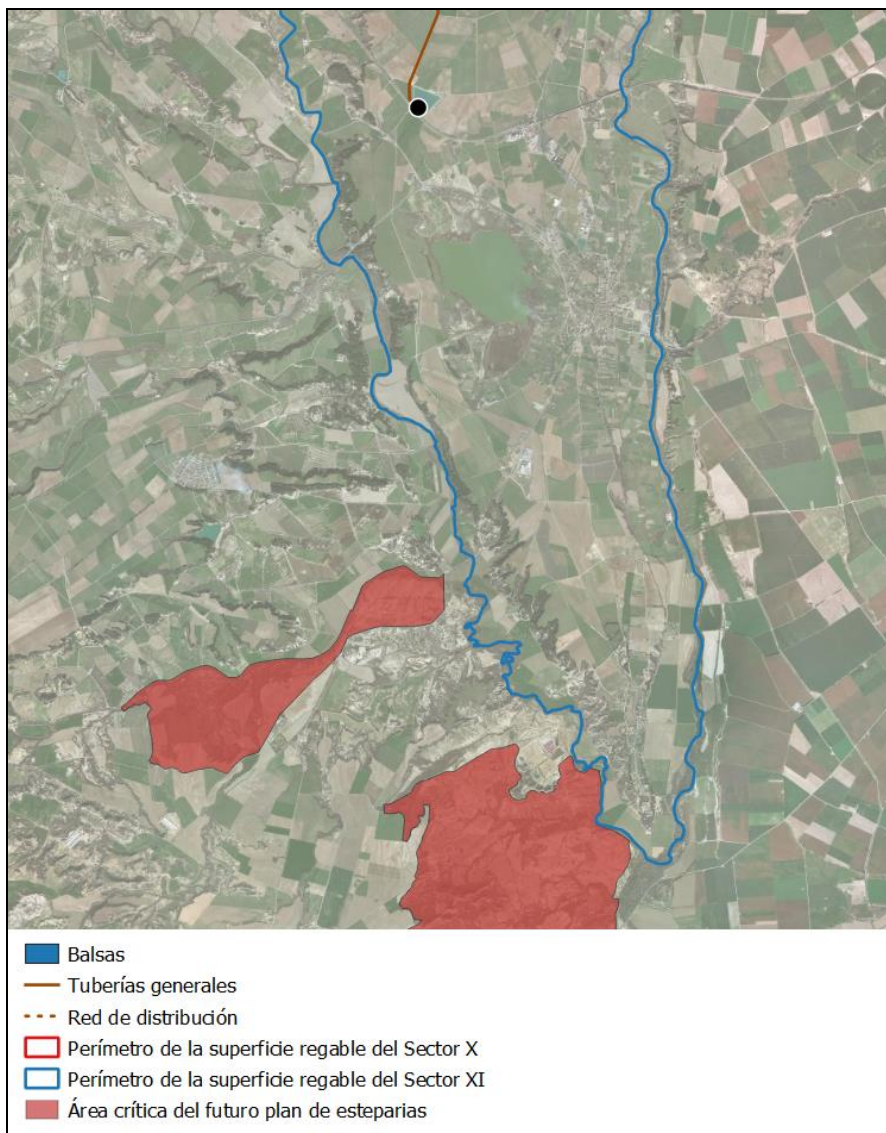 Balsas
Tuberías generales
Red de distribución
Perímetro de la superficie regable del Sector X
Perímetro de la superficie regable del Sector XI
Área crítica del futuro plan de esteparias